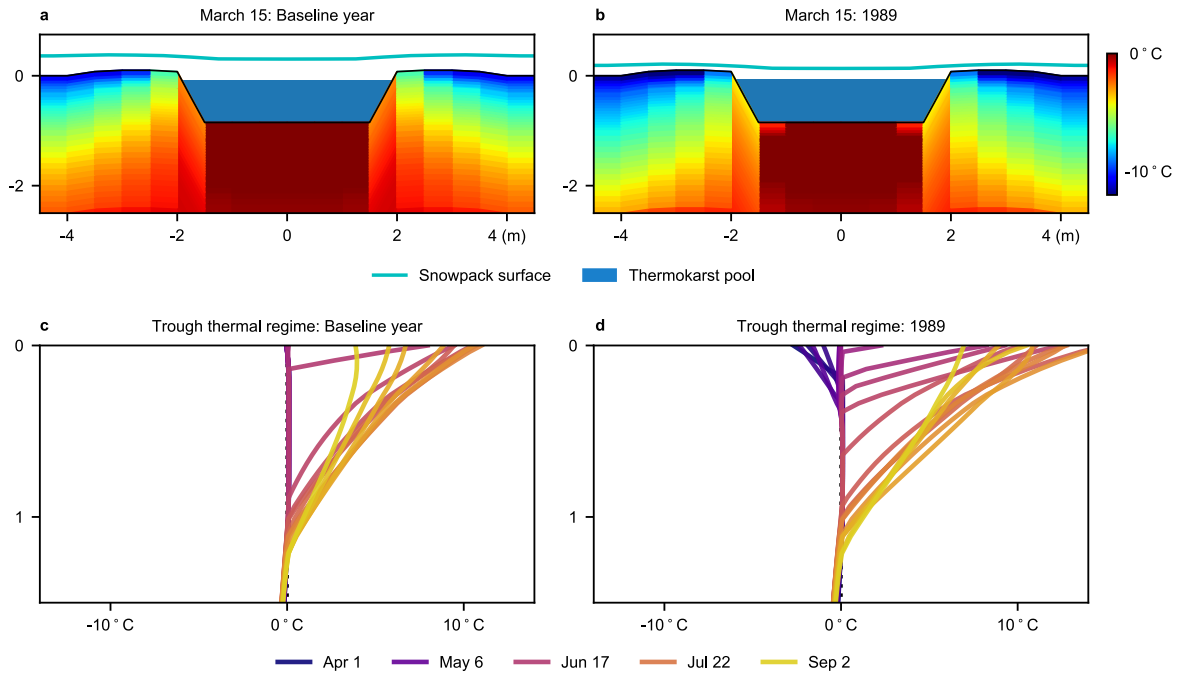 a March 15: Baseline year
b March 15: 1989
0
-2
-4 -2 0 2 4 (m)
0
-2
-4 -2 0 2 4 (m)
0°C
-10°C
Snowpack surface Thermokarst pool
c Trough thermal regime: Baseline year
d Trough thermal regime: 1989
0
1
-10°C 0°C 10°C
0
1
-10°C 0°C 10°C
Apr 1 May 6 Jun 17 Jul 22 Sep 2